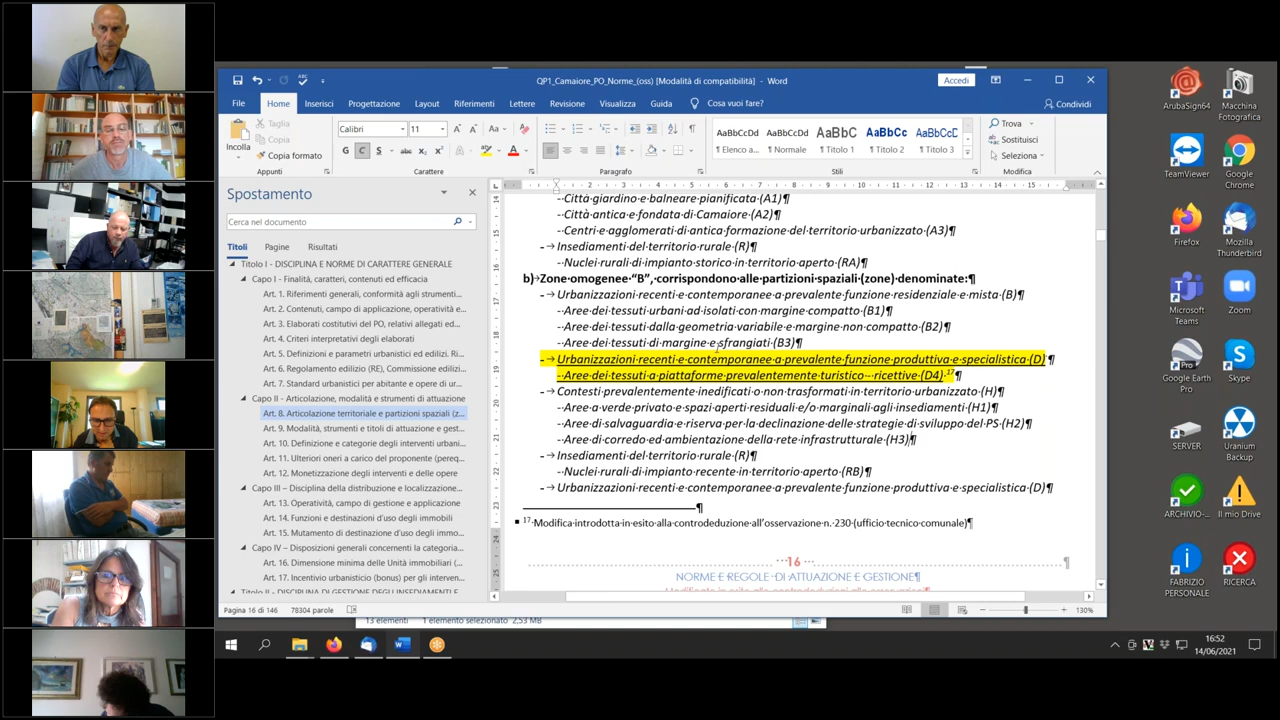 QP1_Camaiore_PO_Norme_(oss) [Modalità di compatibilità] - Word
Accedi
File Home Inserisci Progettazione Layout Riferimenti Lettere Revisione Visualizza Guida Cosa vuoi fare? Condividi
Incolla
Taglia
Copia
Copia formato
Appunti
Calibri 11
G C S abc
Carattere
Paragrafo
AaBbCcDd AaBbCcDd AaBbC AaBbCc AaBbCcD
¶ Elenco a... ¶ Normale ¶ Titolo 1 ¶ Titolo 2 ¶ Titolo 3
Stili
Trova
Sostituisci
Seleziona
Modifica
Spostamento
Cerca nel documento
Titoli Pagine Risultati
Titolo I - DISCIPLINA E NORME DI CARATTERE GENERALE
Capo I - Finalità, caratteri, contenuti ed efficacia
Art. 1. Riferimenti generali, conformità agli strumenti...
Art. 2. Contenuti, campo di applicazione, operatività e...
Art. 3. Elaborati costitutivi del PO, relativi allegati ed...
Art. 4. Criteri interpretativi degli elaborati
Art. 5. Definizioni e parametri urbanistici ed edilizi. Ri...
Art. 6. Regolamento edilizio (RE), Commissione edilizi...
Art. 7. Standard urbanistici per abitante e opere di ur...
Capo II - Articolazione, modalità e strumenti di attuazione
Art. 8. Articolazione territoriale e partizioni spaziali (z...
Art. 9. Modalità, strumenti e titoli di attuazione e gest...
Art. 10. Definizione e categorie degli interventi urbani...
Art. 11. Ulteriori oneri a carico del proponente (pereq...
Art. 12. Monetizzazione degli interventi e delle opere
Capo III – Disciplina della distribuzione e localizzazione...
Art. 13. Operatività, campo di gestione e applicazione
Art. 14. Funzioni e destinazioni d'uso degli immobili
Art. 15. Mutamento di destinazione d'uso degli immo...
Capo IV – Disposizioni generali concernenti la categoria...
Art. 16. Dimensione minima delle Unità immobiliari (...
Art. 17. Incentivo urbanistico (bonus) per gli interven...
- Città giardino e balneare pianificata (A1)¶
- Città antica e fondata di Camaiore (A2)¶
- Centri e agglomerati di antica formazione del territorio urbanizzato (A3)¶
- Insediamenti del territorio rurale (R)¶
- Nuclei rurali di impianto storico in territorio aperto (RA)¶
b) Zone omogenee “B”, corrispondono alle partizioni spaziali (zone) denominate:¶
- Urbanizzazioni recenti e contemporanee a prevalente funzione residenziale e mista (B)¶
- Aree dei tessuti urbani ad isolati con margine compatto (B1)¶
- Aree dei tessuti dalla geometria variabile e margine non compatto (B2)¶
- Aree dei tessuti di margine e sfrangiati (B3)¶
- Urbanizzazioni recenti e contemporanee a prevalente funzione produttiva e specialistica (D) ¶
- Aree dei tessuti a piattaforme prevalentemente turistico - ricettive (D4) 17¶
- Contesti prevalentemente inedificati o non trasformati in territorio urbanizzato (H)¶
- Aree a verde privato e spazi aperti residuali e/o marginali agli insediamenti (H1)¶
- Aree di salvaguardia e riserva per la declinazione delle strategie di sviluppo del PS (H2)¶
- Aree di corredo ed ambientazione della rete infrastrutturale (H3)¶
- Insediamenti del territorio rurale (R)¶
- Nuclei rurali di impianto recente in territorio aperto (RB)¶
- Urbanizzazioni recenti e contemporanee a prevalente funzione produttiva e specialistica (D)¶
17 Modifica introdotta in esito alla controdeduzione all’osservazione n. 230 (ufficio tecnico comunale)¶
16
NORME E REGOLE DI ATTUAZIONE E GESTIONE¶
Pagina 16 di 146 78304 parole 130%
13 elementi 1 elemento selezionato 2,53 MB
ArubaSign64
Macchina Fotografica
TeamViewer
Google Chrome
Firefox
Mozilla Thunderbird
Microsoft Teams
Zoom
Google Earth Pro
Skype
SERVER
Uranium Backup
ARCHIVIO-...
Il mio Drive
FABRIZIO PERSONALE
RICERCA
16:52
14/06/2021